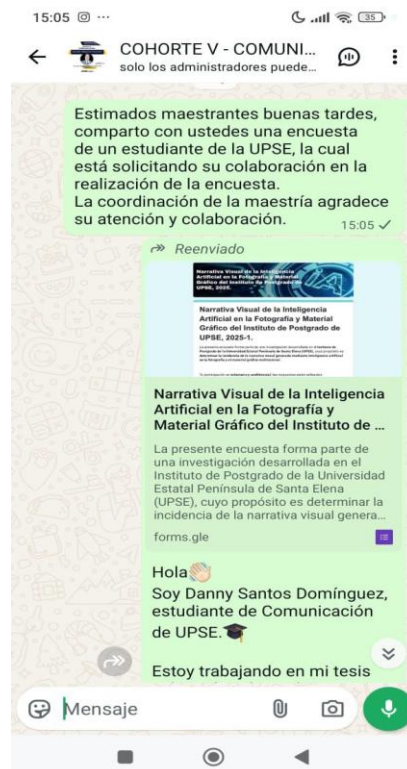 15:05
35
COHORTE V - COMUNI...
solo los administradores puede...
Estimados maestrantes buenas tardes,
comparto con ustedes una encuesta
de un estudiante de la UPSE, la cual
está solicitando su colaboración en la
realización de la encuesta.
La coordinación de la maestría agradece
su atención y colaboración.
15:05
Reenviado
Narrativa Visual de la Inteligencia
Artificial en la Fotografía y Material
Gráfico del Instituto de Postgrado de
UPSE, 2025.
Narrativa Visual de la Inteligencia
Artificial en la Fotografía y Material
Gráfico del Instituto de Postgrado de
UPSE, 2025-1.
Narrativa Visual de la Inteligencia
Artificial en la Fotografía y
Material Gráfico del Instituto de ...
La presente encuesta forma parte de
una investigación desarrollada en el
Instituto de Postgrado de la Universidad
Estatal Península de Santa Elena
(UPSE), cuyo propósito es determinar la
incidencia de la narrativa visual genera...
forms.gle
Hola👋🏻
Soy Danny Santos Domínguez,
estudiante de Comunicación
de UPSE.🎓
Estoy trabajando en mi tesis
Mensaje